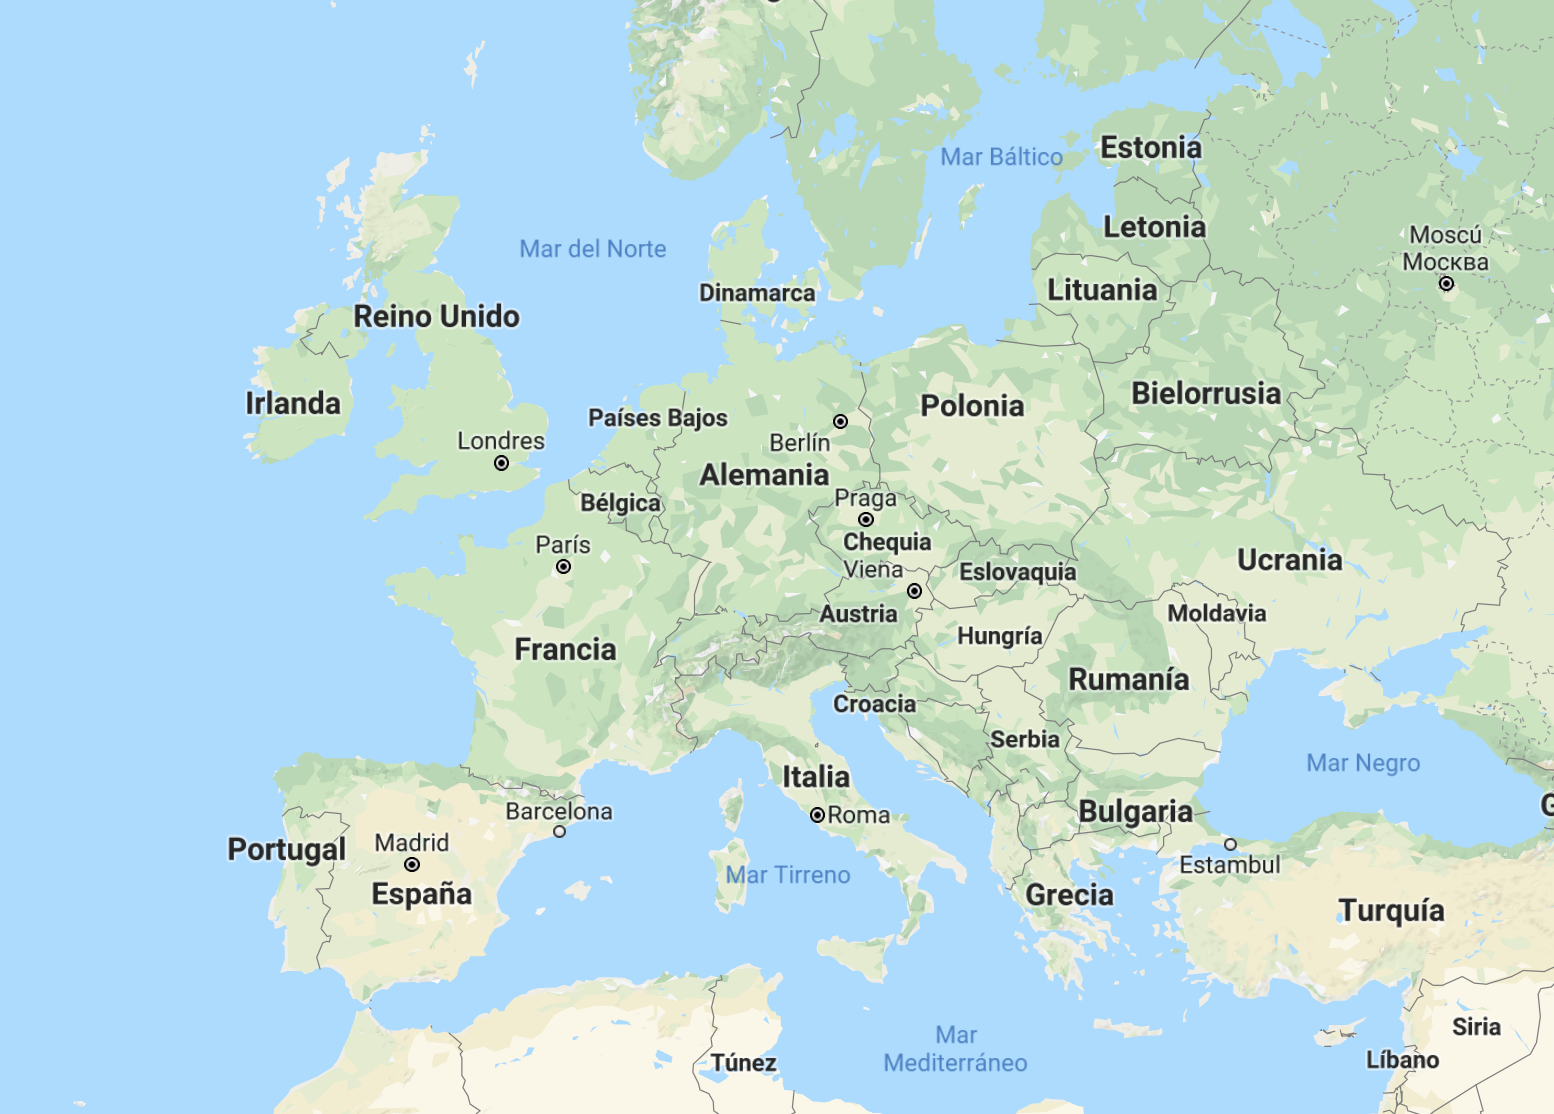 Estonia
Mar Báltico
Letonia
Moscú
Москва
Mar del Norte
Dinamarca
Lituania
Reino Unido
Irlanda
Bielorrusia
Polonia
Países Bajos
Londres
Berlín
Alemania
Praga
Bélgica
París
Chequia
Viena
Eslovaquia
Ucrania
Austria
Moldavia
Hungría
Francia
Rumanía
Croacia
Serbia
Mar Negro
Italia
Barcelona
Roma
Bulgaria
G
Portugal
Madrid
Estambul
Mar Tirreno
España
Grecia
Turquía
Siria
Mar
Mediterráneo
Túnez
Líbano